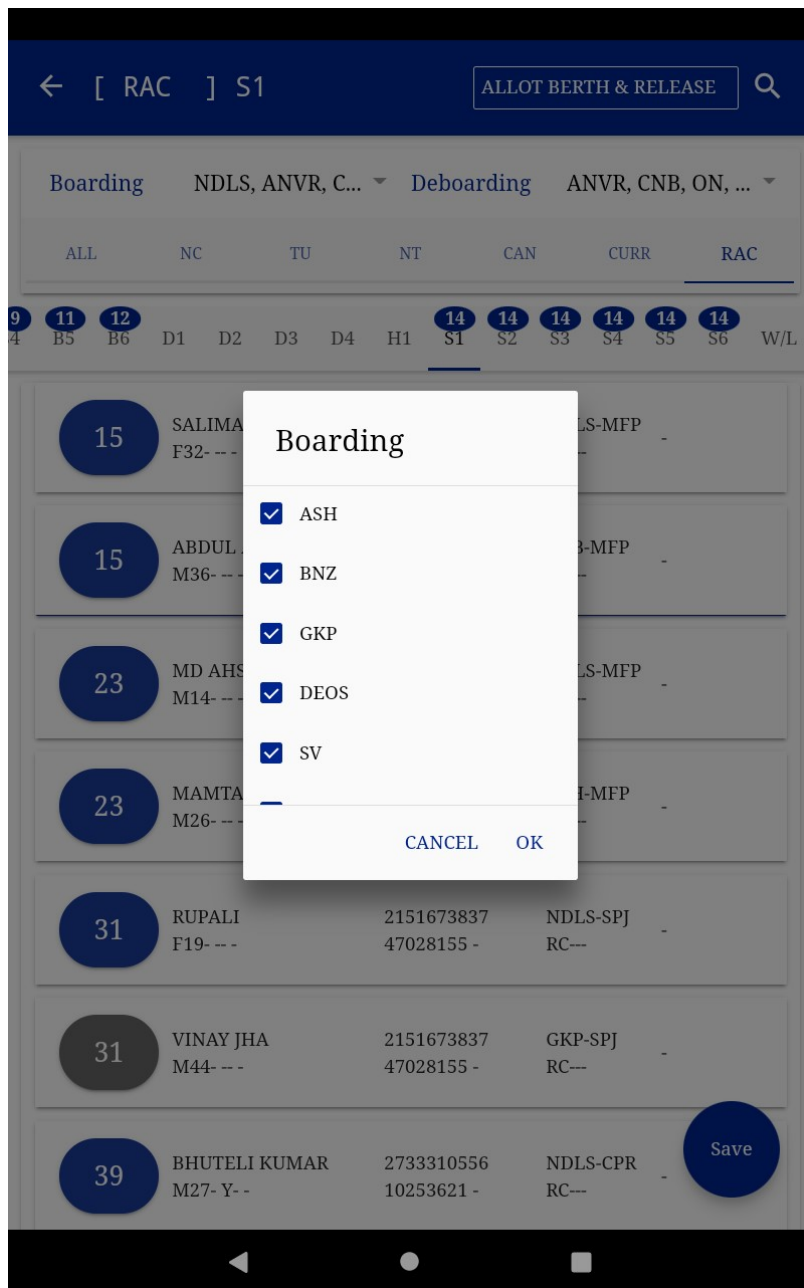 ← [ RAC ] S1 ALLOT BERTH & RELEASE
Boarding NDLS, ANVR, C... Deboarding ANVR, CNB, ON, ...
ALL NC TU NT CAN CURR RAC
9 11 12 14 14 14 14 14 14
4 B5 B6 D1 D2 D3 D4 H1 S1 S2 S3 S4 S5 S6 W/L
15 SALIMA LS-MFP -
F32- -- -
Boarding
ASH
15 ABDUL -MFP -
M36- -- -
BNZ
GKP
23 MD AHS LS-MFP -
M14- -- -
DEOS
SV
23 MAMTA -MFP -
M26- -- -
CANCEL OK
31 RUPALI 2151673837 NDLS-SPJ -
F19- -- - 47028155 - RC---
31 VINAY JHA 2151673837 GKP-SPJ -
M44- -- - 47028155 - RC---
39 BHUTELI KUMAR 2733310556 NDLS-CPR -
M27- Y- - 10253621 - RC---
Save